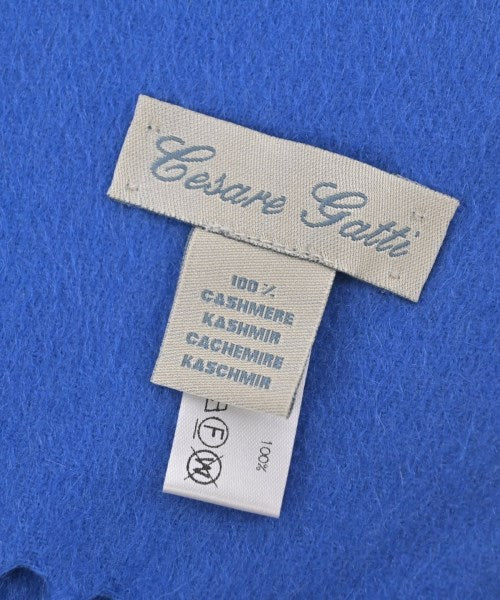 Cesare Gatti
100%
CASHMERE
KASHMIR
CACHEMIRE
KASCHMIR
100%
F
W